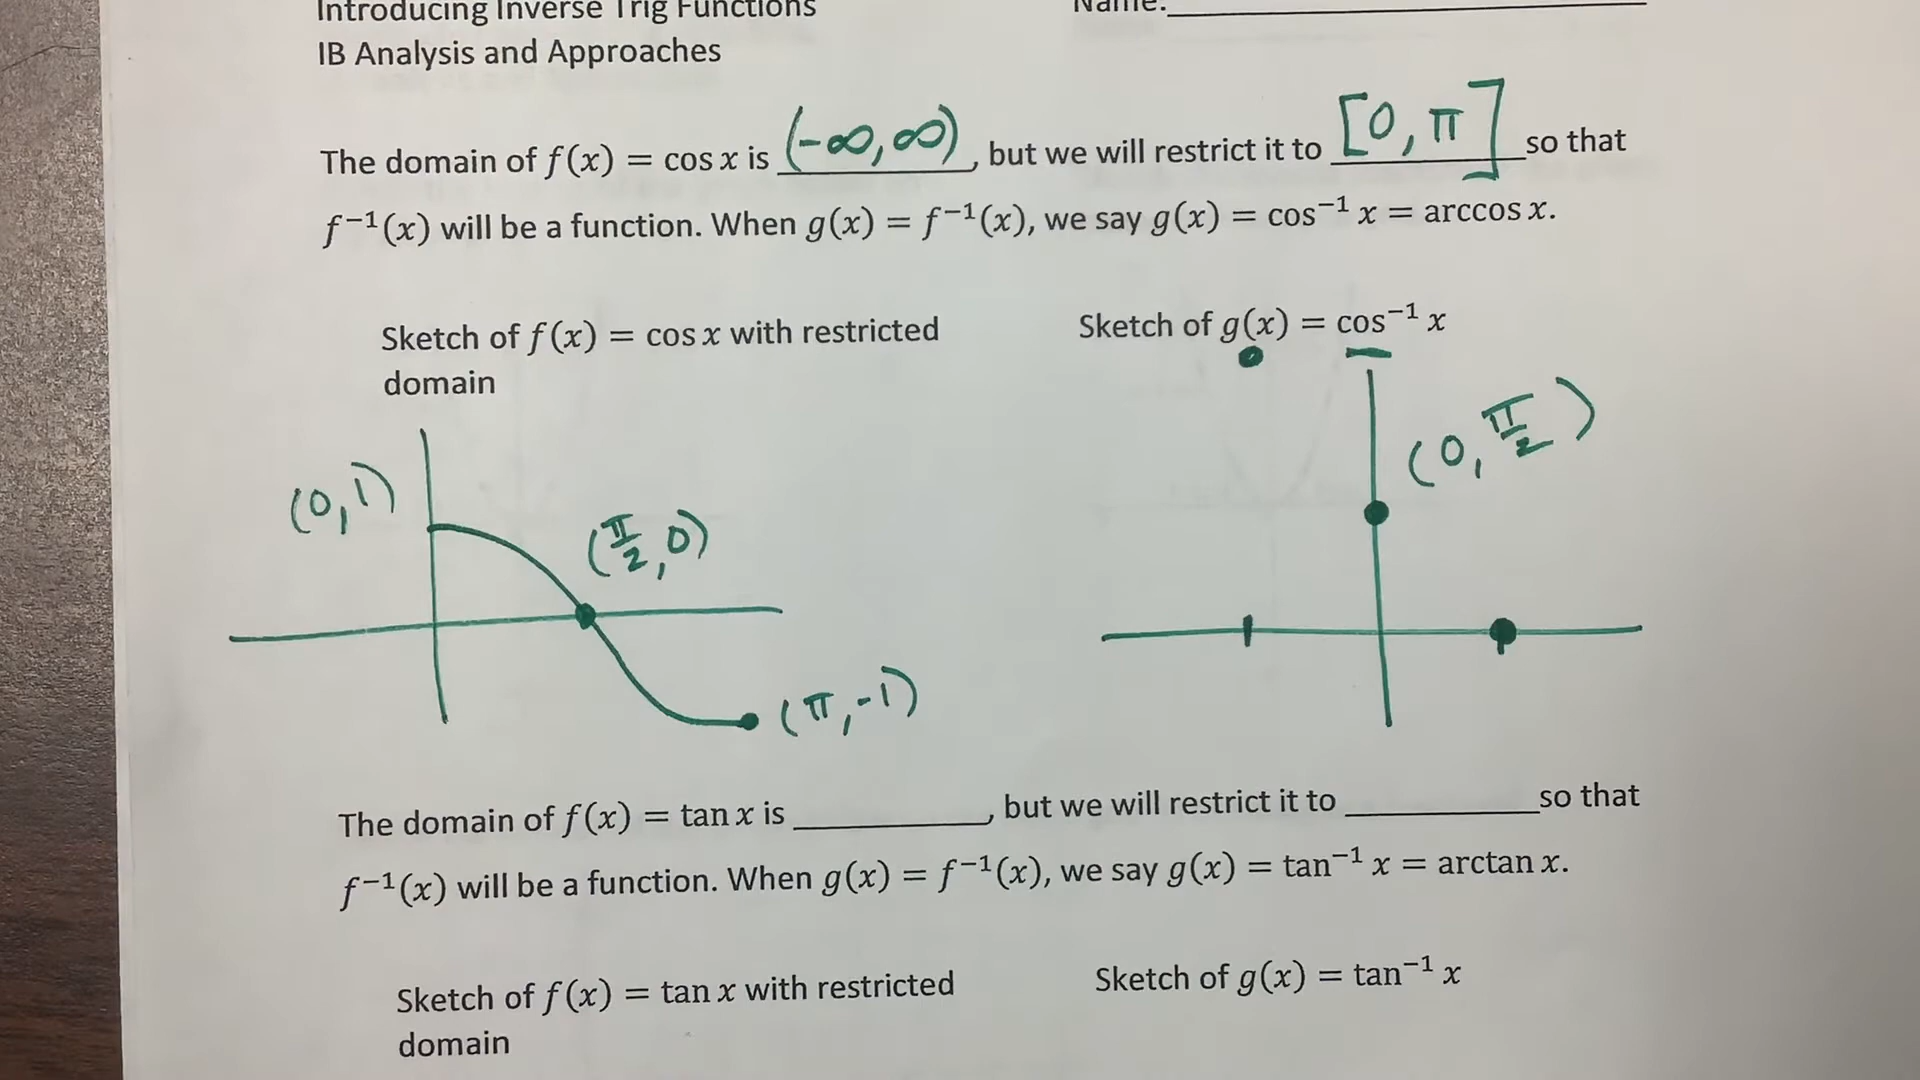 Introducing Inverse Trig Functions Name:
IB Analysis and Approaches
The domain of f(x) = cos x is (-∞, ∞), but we will restrict it to [0, π] so that
f⁻¹(x) will be a function. When g(x) = f⁻¹(x), we say g(x) = cos⁻¹ x = arccos x.
Sketch of f(x) = cos x with restricted
domain
Sketch of g(x) = cos⁻¹ x
(0, 1)
(π/2, 0)
(π, -1)
(0, π/2)
The domain of f(x) = tan x is __________, but we will restrict it to __________ so that
f⁻¹(x) will be a function. When g(x) = f⁻¹(x), we say g(x) = tan⁻¹ x = arctan x.
Sketch of f(x) = tan x with restricted
domain
Sketch of g(x) = tan⁻¹ x